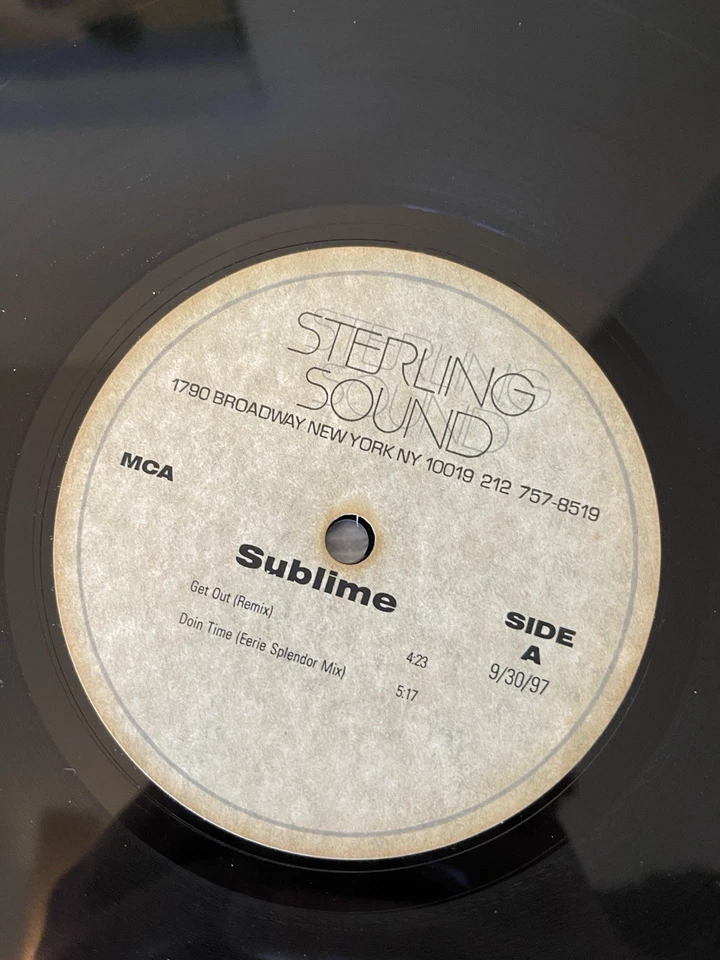 STERLING
SOUND
1790 BROADWAY NEW YORK NY 10019 212 757-8519
MCA
Sublime
Get Out (Remix) 4:23
Doin Time (Eerie Splendor Mix) 5:17
SIDE
A
9/30/97